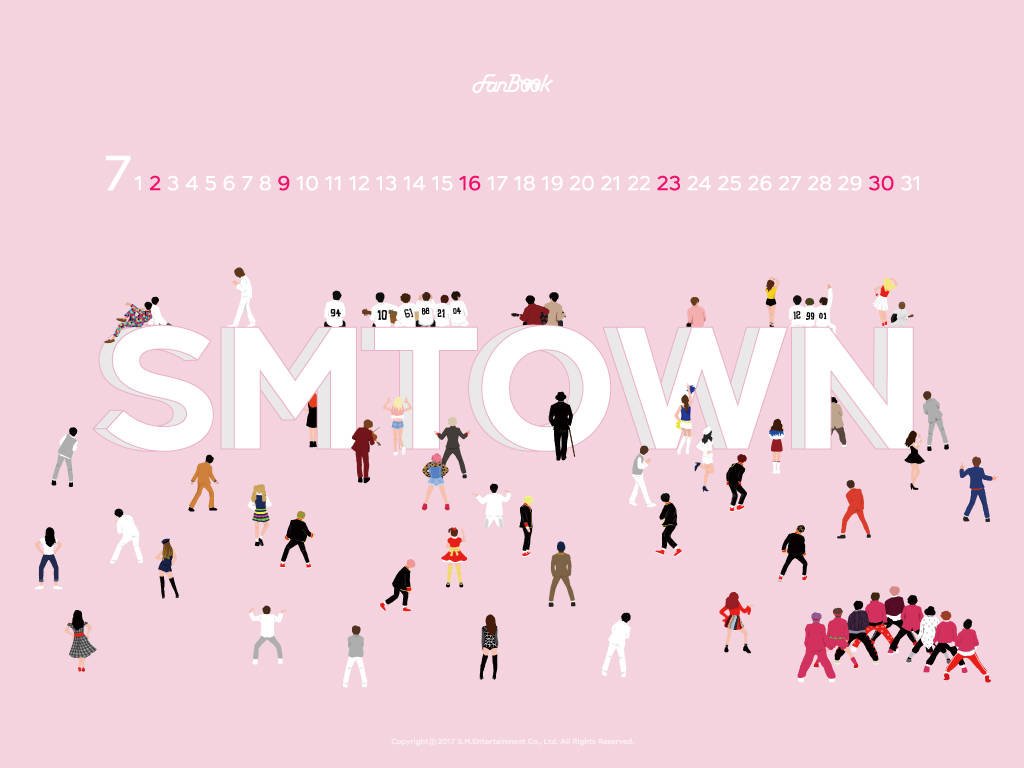 FanBook
7 1 2 3 4 5 6 7 8 9 10 11 12 13 14 15 16 17 18 19 20 21 22 23 24 25 26 27 28 29 30 31
94 10 61 88 21 04 12 99 01
SMTOWN
Copyrightⓒ 2017 S.M.Entertainment Co., Ltd. All Rights Reserved.